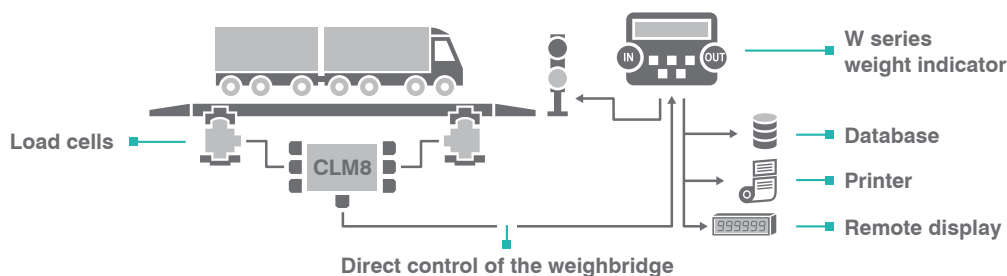 W series
weight indicator
IN
OUT
Load cells
CLM8
Database
Printer
999999
Remote display
Direct control of the weighbridge